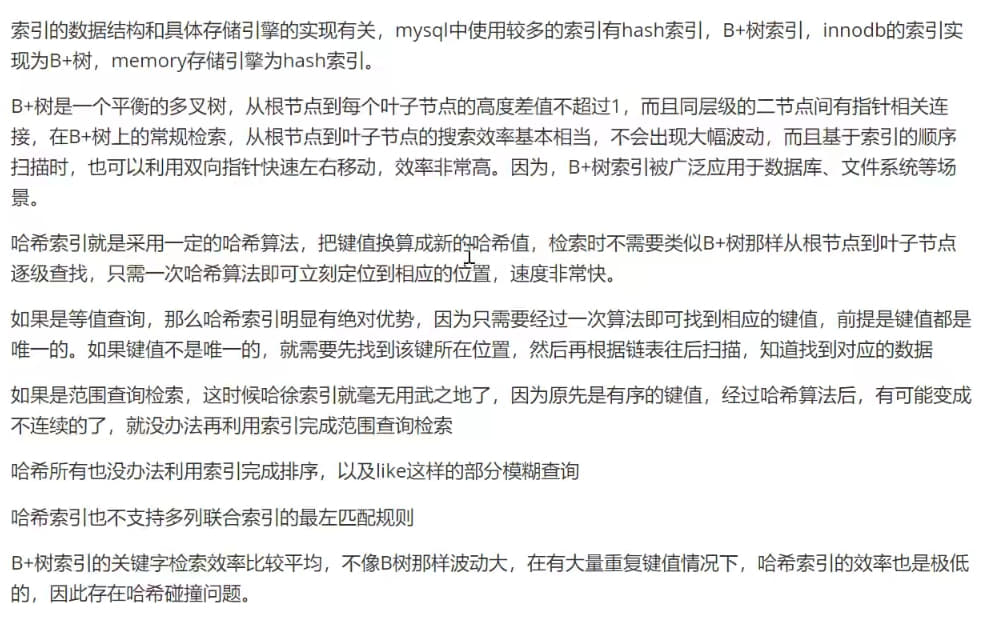 索引的数据结构和具体存储引擎的实现有关，mysql中使用较多的索引有hash索引，B+树索引，innodb的索引实
现为B+树，memory存储引擎为hash索引。
B+树是一个平衡的多叉树，从根节点到每个叶子节点的高度差值不超过1，而且同层级的二节点间有指针相关连
接，在B+树上的常规检索，从根节点到叶子节点的搜索效率基本相当，不会出现大幅波动，而且基于索引的顺序
扫描时，也可以利用双向指针快速左右移动，效率非常高。因为，B+树索引被广泛应用于数据库、文件系统等场
景。
哈希索引就是采用一定的哈希算法，把键值换算成新的哈希值，检索时不需要类似B+树那样从根节点到叶子节点
逐级查找，只需一次哈希算法即可立刻定位到相应的位置，速度非常快。
如果是等值查询，那么哈希索引明显有绝对优势，因为只需要经过一次算法即可找到相应的键值，前提是键值都是
唯一的。如果键值不是唯一的，就需要先找到该键所在位置，然后再根据链表往后扫描，知道找到对应的数据
如果是范围查询检索，这时候哈徐索引就毫无用武之地了，因为原先是有序的键值，经过哈希算法后，有可能变成
不连续的了，就没办法再利用索引完成范围查询检索
哈希所有也没办法利用索引完成排序，以及like这样的部分模糊查询
哈希索引也不支持多列联合索引的最左匹配规则
B+树索引的关键字检索效率比较平均，不像B树那样波动大，在有大量重复键值情况下，哈希索引的效率也是极低
的，因此存在哈希碰撞问题。